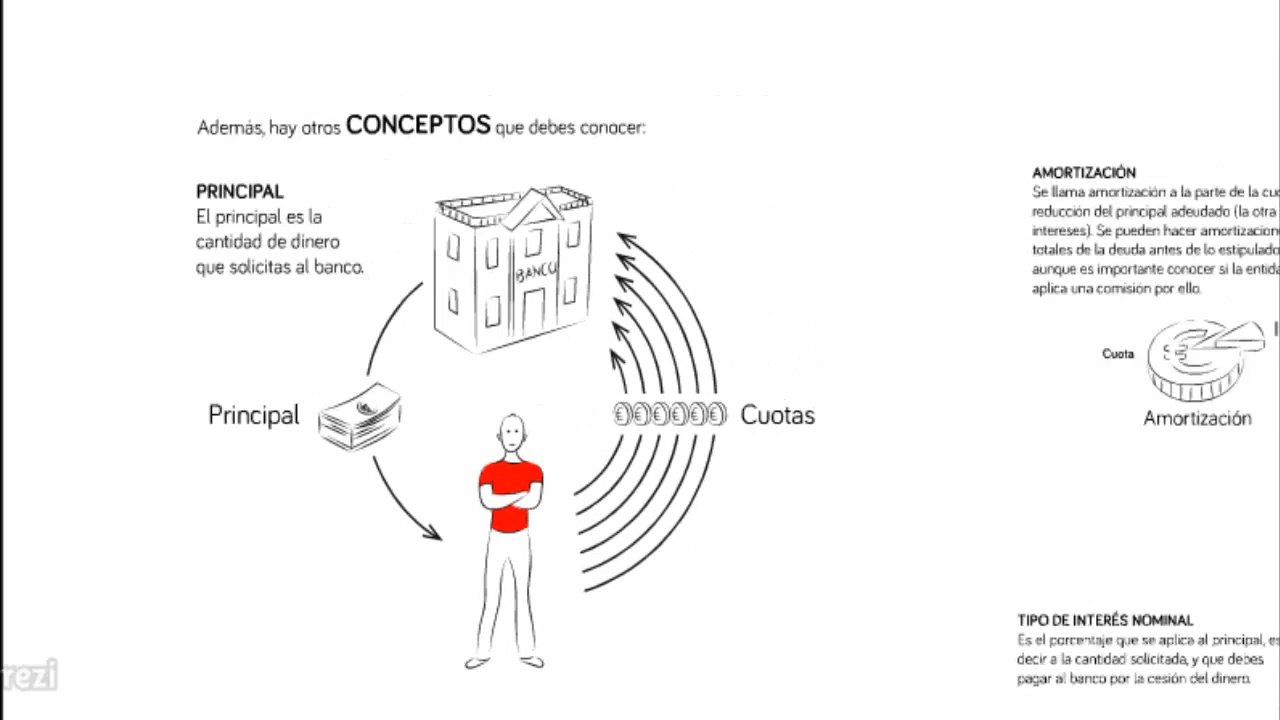 Además, hay otros CONCEPTOS que debes conocer:
PRINCIPAL
El principal es la
cantidad de dinero
que solicitas al banco.
BANCO
Principal
Cuotas
AMORTIZACIÓN
Se llama amortización a la parte de la
reducción del principal adeudado (la otra
intereses). Se pueden hacer
totales de la deuda antes de lo estipulado
aunque es importante conocer si la
aplica una comisión por ello.
Cuota
Amortización
TIPO DE INTERÉS NOMINAL
Es el porcentaje que se aplica al principal, es
decir a la cantidad solicitada, y que debes
pagar al banco por la cesión del dinero.
rezi